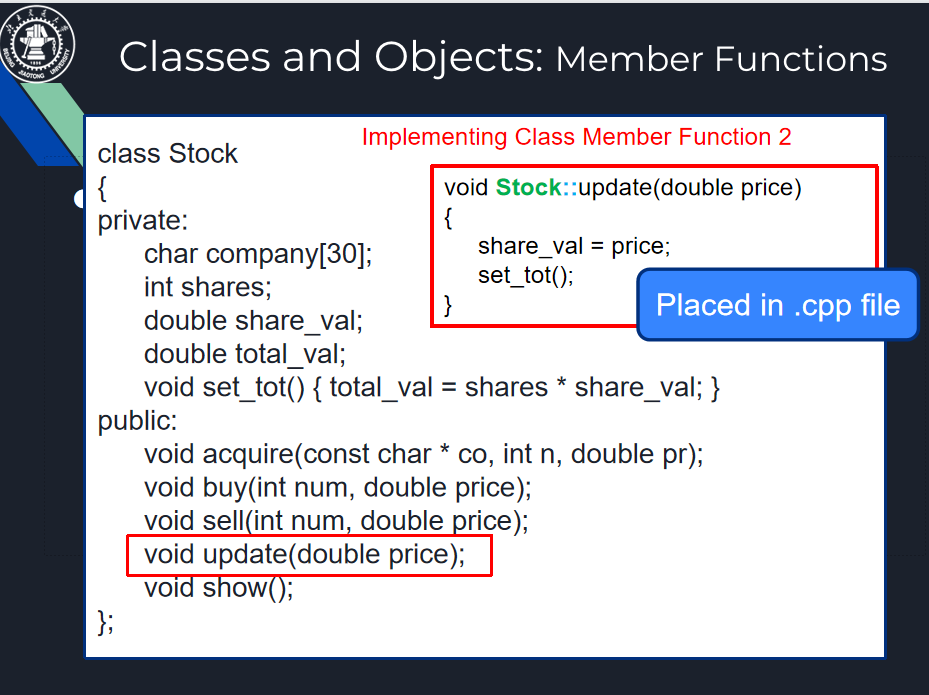 Classes and Objects: Member Functions
Implementing Class Member Function 2
class Stock
{
private:
char company[30];
int shares;
double share_val;
double total_val;
void set_tot() { total_val = shares * share_val; }
public:
void acquire(const char * co, int n, double pr);
void buy(int num, double price);
void sell(int num, double price);
void update(double price);
void show();
};
void Stock::update(double price)
{
share_val = price;
set_tot();
}
Placed in .cpp file
JIAOTONG UNIVERSITY